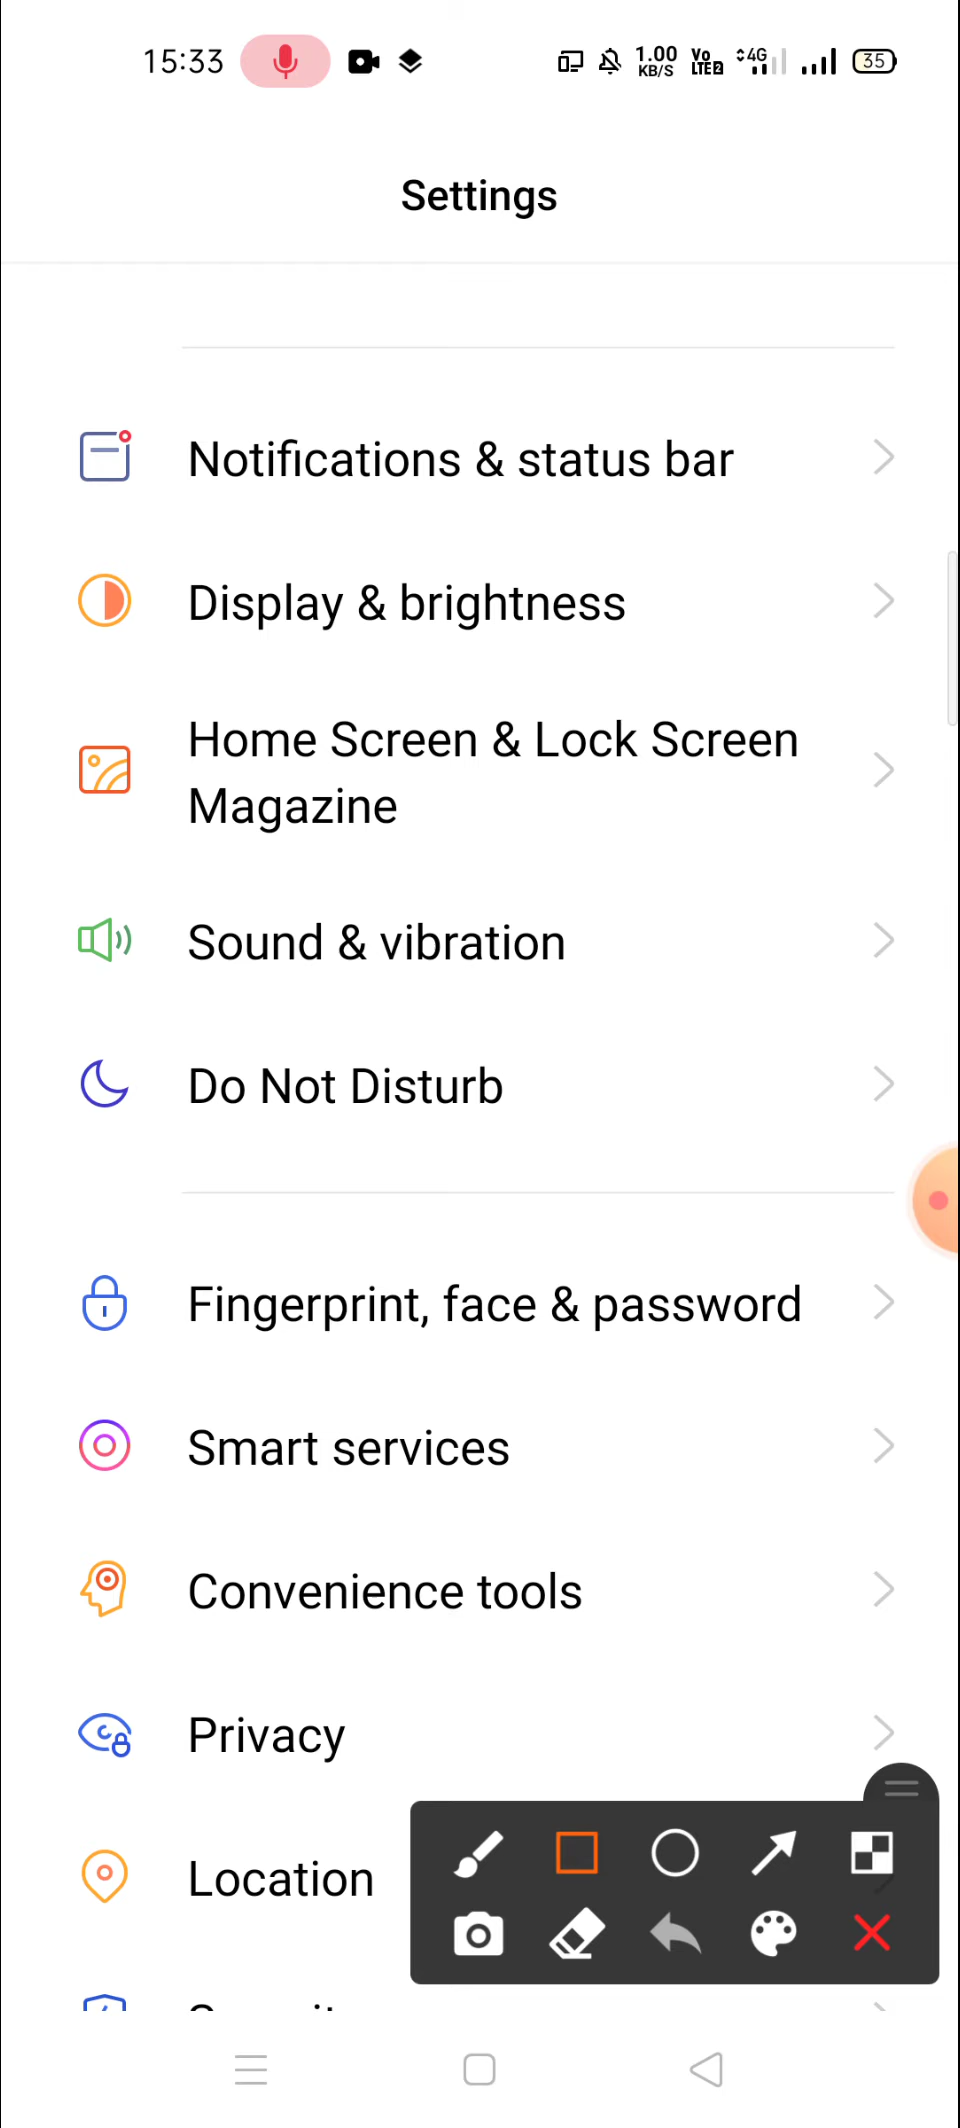 15:33
1.00
KB/S
Vo
LTE2
4G
35
Settings
Notifications & status bar
Display & brightness
Home Screen & Lock Screen
Magazine
Sound & vibration
Do Not Disturb
Fingerprint, face & password
Smart services
Convenience tools
Privacy
Location